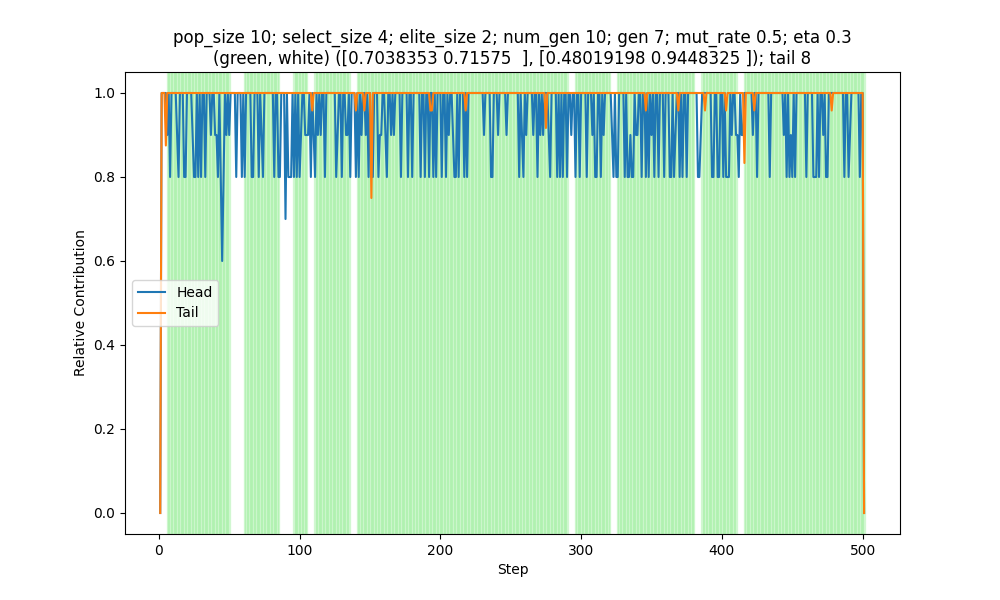 pop_size 10; select_size 4; elite_size 2; num_gen 10; gen 7; mut_rate 0.5; eta 0.3
(green, white) ([0.7038353 0.71575  ], [0.48019198 0.9448325 ]); tail 8
1.0
0.8
0.6
0.4
0.2
0.0
Relative Contribution
Head
Tail
0 100 200 300 400 500
Step